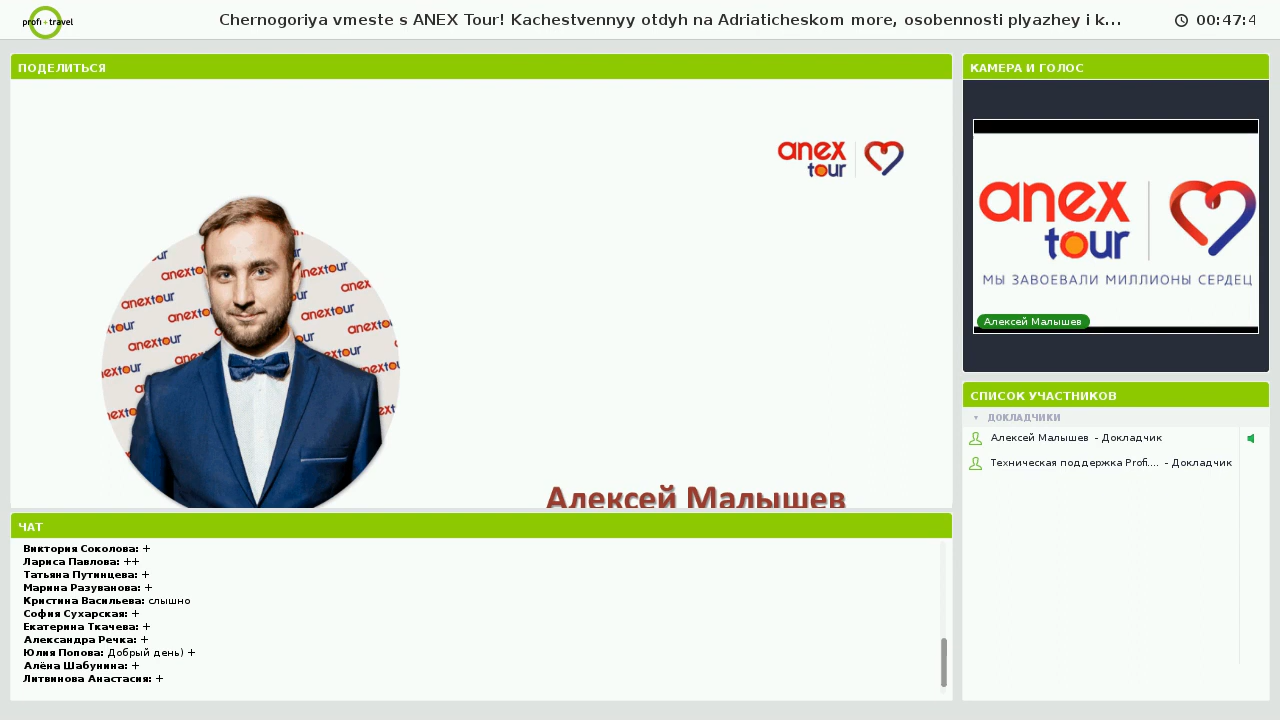 profi + travel
Chernogoriya vmeste s ANEX Tour! Kachestvennyy otdyh na Adriaticheskom more, osobennosti plyazhey i k...
00:47:4
ПОДЕЛИТЬСЯ
anex
tour
Алексей Малышев
КАМЕРА И ГОЛОС
anex
tour
МЫ ЗАВОЕВАЛИ МИЛЛИОНЫ СЕРДЕЦ
Алексей Малышев
СПИСОК УЧАСТНИКОВ
ДОКЛАДЧИКИ
Алексей Малышев - Докладчик
Техническая поддержка Profi.... - Докладчик
ЧАТ
Виктория Соколова: +
Лариса Павлова: ++
Татьяна Путинцева: +
Марина Разуванова: +
Кристина Васильева: слышно
София Сухарская: +
Екатерина Ткачева: +
Александра Речка: +
Юлия Попова: Добрый день) +
Алёна Шабунина: +
Литвинова Анастасия: +